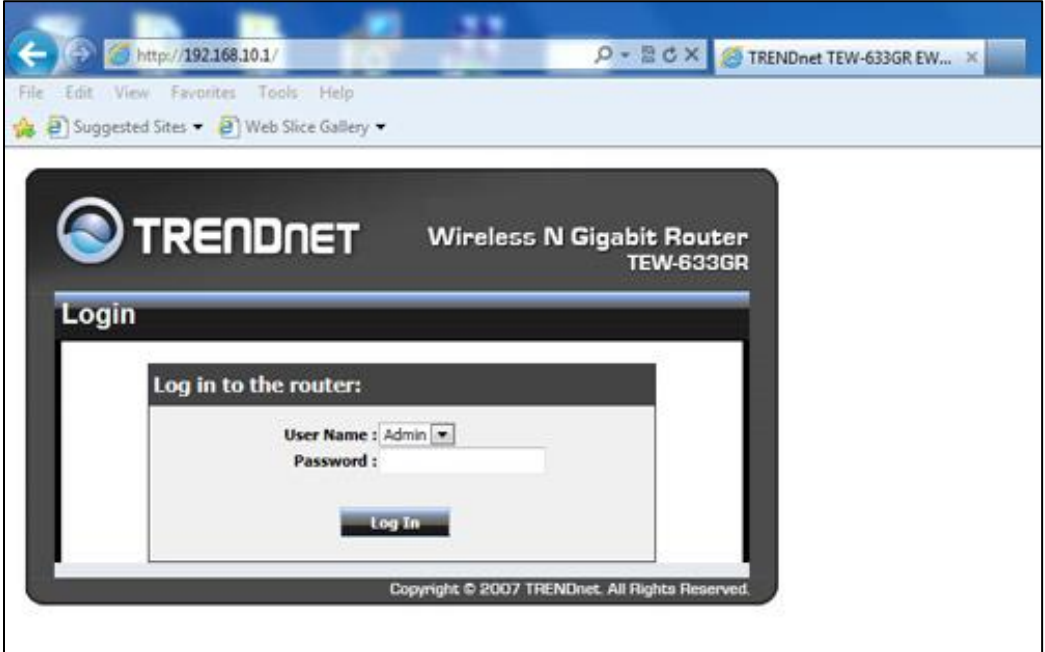 http://192.168.10.1/
TRENDnet TEW-633GR EW...
File Edit View Favorites Tools Help
Suggested Sites Web Slice Gallery
TRENDnet
Wireless N Gigabit Router
TEW-633GR
Login
Log in to the router:
User Name : Admin
Password :
Log In
Copyright © 2007 TRENDnet. All Rights Reserved.